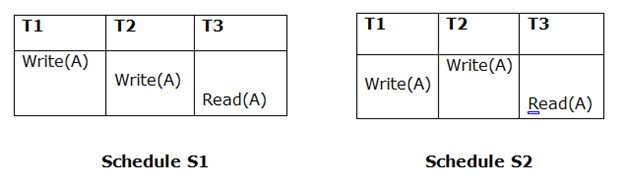 T1 T2 T3
Write(A)
Write(A)
Read(A)
Schedule S1
T1 T2 T3
Write(A)
Write(A)
Read(A)
Schedule S2